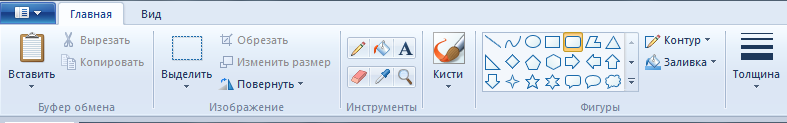 Главная Вид
Вставить
Вырезать
Копировать
Буфер обмена
Выделить
Обрезать
Изменить размер
Повернуть
Изображение
A
Инструменты
Кисти
Фигуры
Контур
Заливка
Толщина